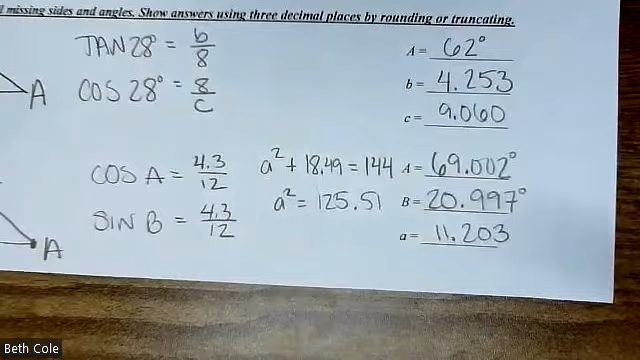 missing sides and angles. Show answers using three decimal places by rounding or truncating.
TAN 28° = b/8
A = 62°
COS 28° = 8/c
b = 4.253
A
c = 9.060
COS A = 4.3/12
a² + 18.49 = 144
A = 69.002°
SIN B = 4.3/12
a² = 125.51
B = 20.997°
A
a = 11.203
Beth Cole